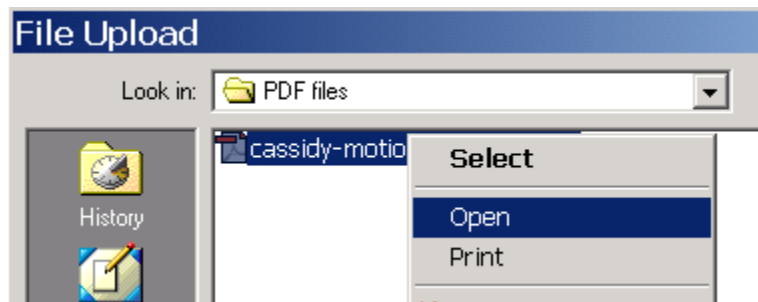 File Upload
Look in: PDF files
cassidy-motio
Select
History
Open
Print